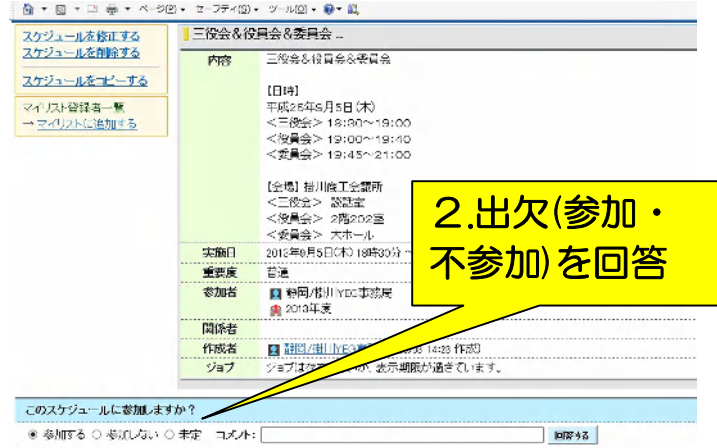 ページ(P) セーフティ(S) ツール(O)
スケジュールを修正する
スケジュールを削除する
スケジュールをコピーする
マイリスト登録者一覧
→ マイリストに追加する
三役会&役員会&委員会
内容
三役会&役員会&委員会
【日時】
平成25年9月5日(木)
<三役会> 18:30~19:00
<役員会> 19:00~19:40
<委員会> 19:45~21:00
【会場】掛川商工会議所
<三役会> 談話室
<役員会> 2階202室
<委員会> 大ホール
実施日 2013年9月5日(木) 18時30分 ~
重要度 普通
参加者 静岡/掛川YEG事務局
2013年度
関係者
作成者 静岡/掛川YEG 14:23 作成)
ジョブ ジョブは 表示期限が過ぎています。
2.出欠(参加・
不参加)を回答
このスケジュールに参加しますか?
参加する 参加しない 未定 コメント: 回答する